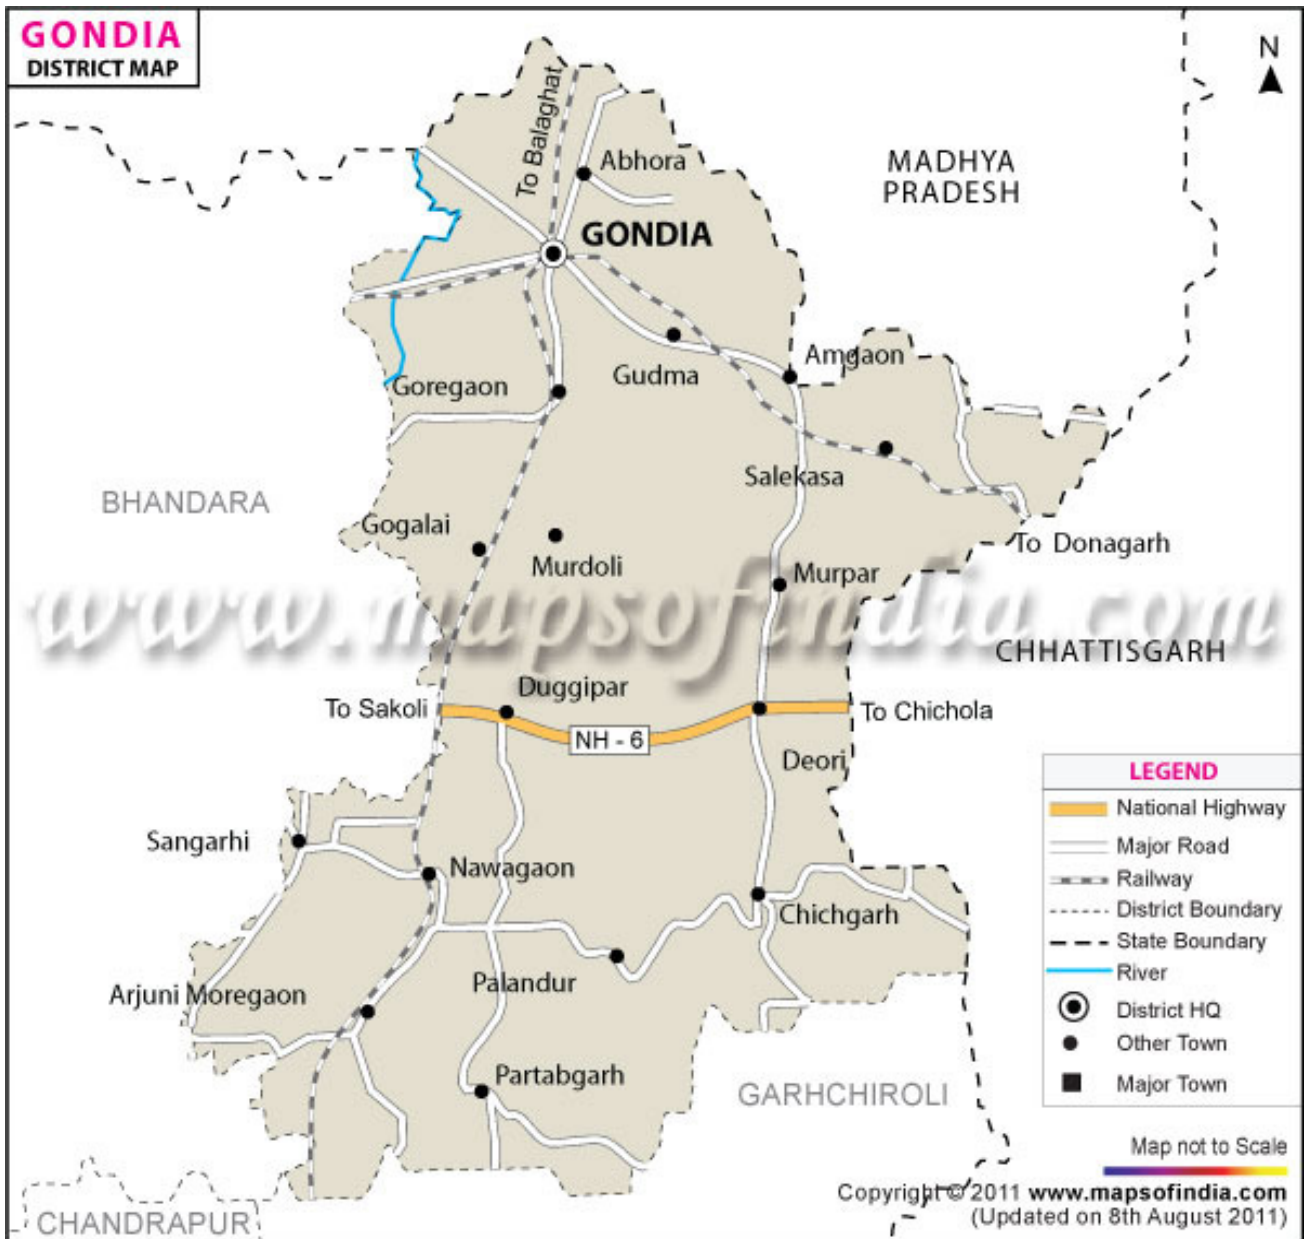 GONDIA
DISTRICT MAP
N
To Balaghat
Abhora
MADHYA
PRADESH
GONDIA
Amgaon
Gudma
Goregaon
Salekasa
BHANDARA
Gogalai
To Donagarh
Murdoli
Murpar
www.mapsofindia.com
CHHATTISGARH
Duggipar
To Sakoli
To Chichola
NH - 6
Deori
LEGEND
National Highway
Major Road
Railway
District Boundary
State Boundary
River
District HQ
Other Town
Major Town
Sangarhi
Nawagaon
Chichgarh
Palandur
Arjuni Moregaon
Partabgarh
GARHCHIROLI
Map not to Scale
Copyright © 2011 www.mapsofindia.com
(Updated on 8th August 2011)
CHANDRAPUR